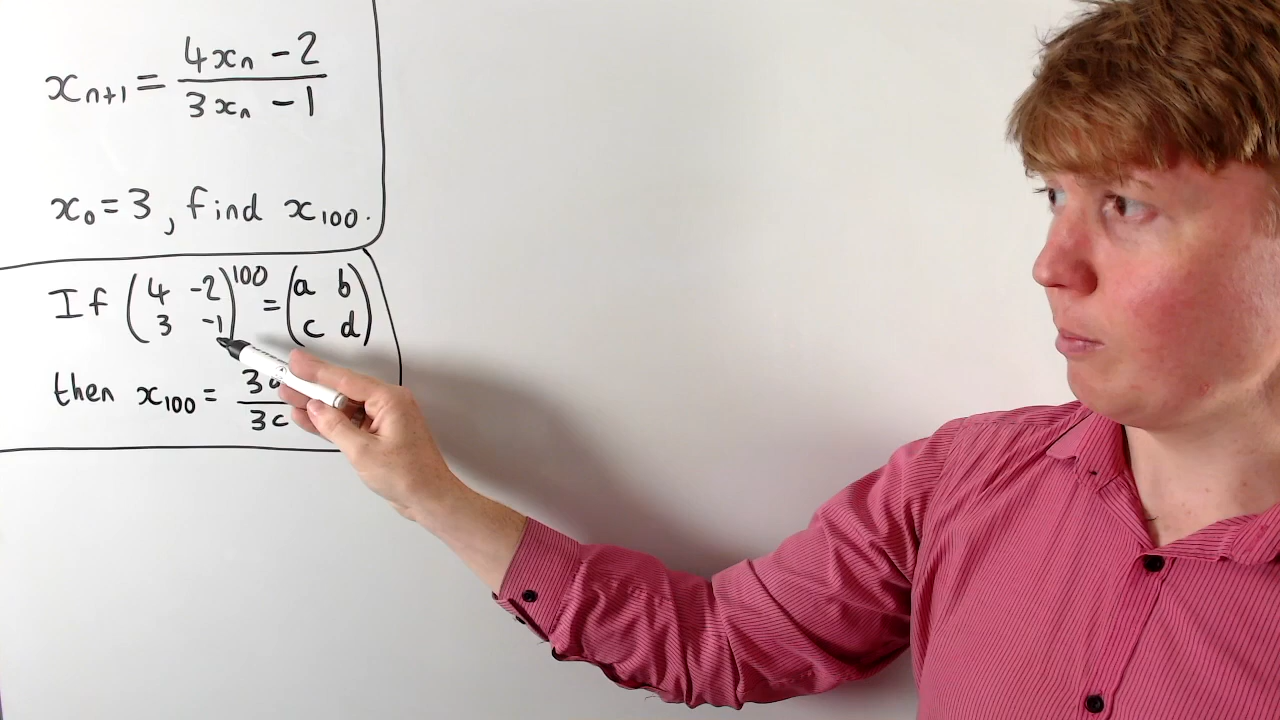 xₙ₊₁ = (4xₙ - 2)/(3xₙ - 1)
x₀ = 3, find x₁₀₀.
If (4 -2; 3 -1)¹⁰⁰ = (a b; c d)
then x₁₀₀ = 3
3c